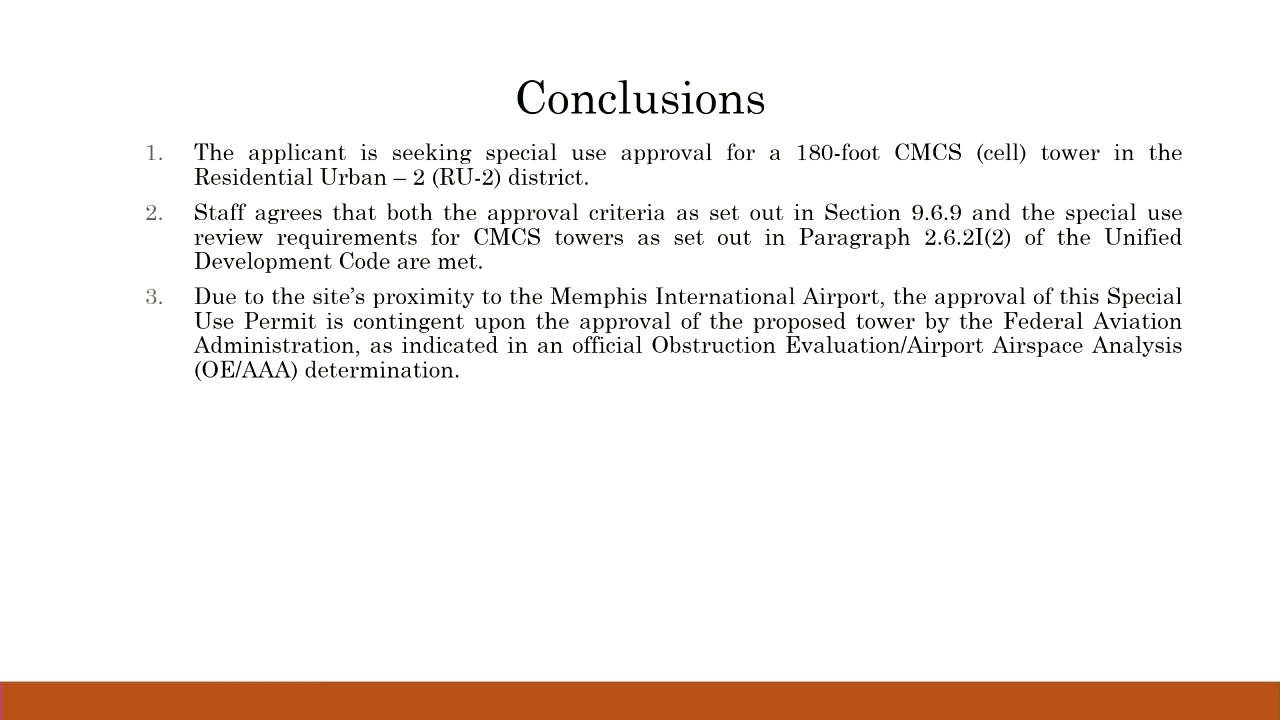 Conclusions
1. The applicant is seeking special use approval for a 180-foot CMCS (cell) tower in the
Residential Urban – 2 (RU-2) district.
2. Staff agrees that both the approval criteria as set out in Section 9.6.9 and the special use
review requirements for CMCS towers as set out in Paragraph 2.6.2I(2) of the Unified
Development Code are met.
3. Due to the site’s proximity to the Memphis International Airport, the approval of this Special
Use Permit is contingent upon the approval of the proposed tower by the Federal Aviation
Administration, as indicated in an official Obstruction Evaluation/Airport Airspace Analysis
(OE/AAA) determination.